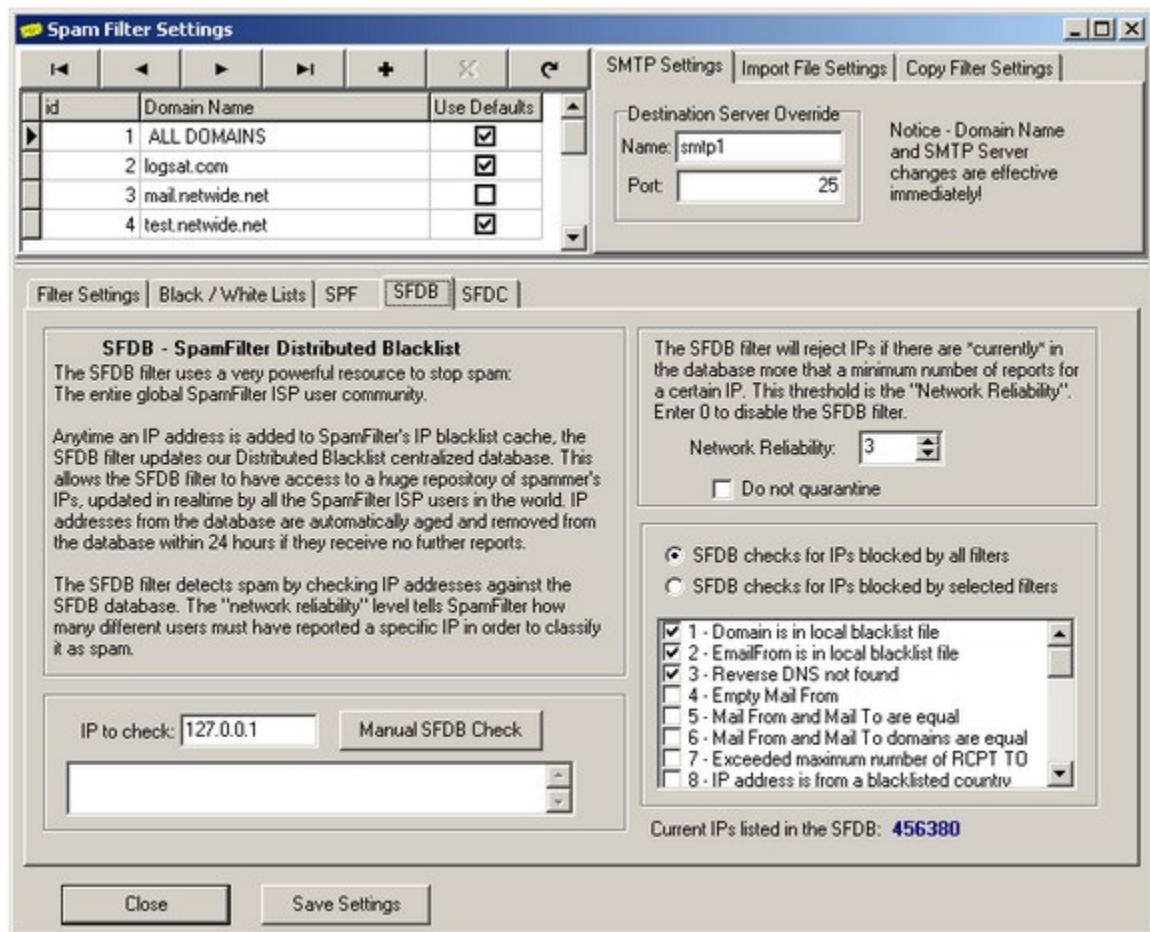 Spam Filter Settings
id Domain Name Use Defaults
1 ALL DOMAINS
2 logsat.com
3 mail.netwide.net
4 test.netwide.net
SMTP Settings Import File Settings Copy Filter Settings
Destination Server Override
Name: smtp1
Port: 25
Notice - Domain Name
and SMTP Server
changes are effective
immediately!
Filter Settings Black / White Lists SPF SFDB SFDC
SFDB - SpamFilter Distributed Blacklist
The SFDB filter uses a very powerful resource to stop spam:
The entire global SpamFilter ISP user community.
Anytime an IP address is added to SpamFilter's IP blacklist cache, the
SFDB filter updates our Distributed Blacklist centralized database. This
allows the SFDB filter to have access to a huge repository of spammer's
IPs, updated in realtime by all the SpamFilter ISP users in the world. IP
addresses from the database are automatically aged and removed from
the database within 24 hours if they receive no further reports.
The SFDB filter detects spam by checking IP addresses against the
SFDB database. The "network reliability" level tells SpamFilter how
many different users must have reported a specific IP in order to classify
it as spam.
IP to check: 127.0.0.1 Manual SFDB Check
The SFDB filter will reject IPs if there are *currently* in
the database more that a minimum number of reports for
a certain IP. This threshold is the "Network Reliability".
Enter 0 to disable the SFDB filter.
Network Reliability: 3
Do not quarantine
SFDB checks for IPs blocked by all filters
SFDB checks for IPs blocked by selected filters
1 - Domain is in local blacklist file
2 - EmailFrom is in local blacklist file
3 - Reverse DNS not found
4 - Empty Mail From
5 - Mail From and Mail To are equal
6 - Mail From and Mail To domains are equal
7 - Exceeded maximum number of RCPT TO
8 - IP address is from a blacklisted country
Current IPs listed in the SFDB: 456380
Close Save Settings